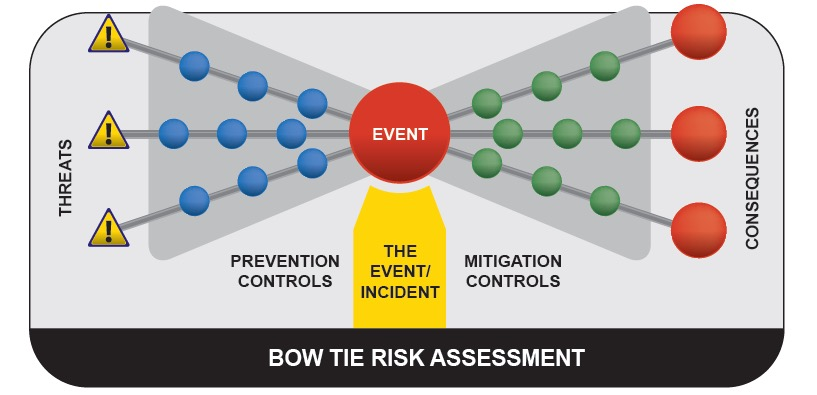 THREATS
EVENT
CONSEQUENCES
PREVENTION
CONTROLS
THE
EVENT/
INCIDENT
MITIGATION
CONTROLS
BOW TIE RISK ASSESSMENT